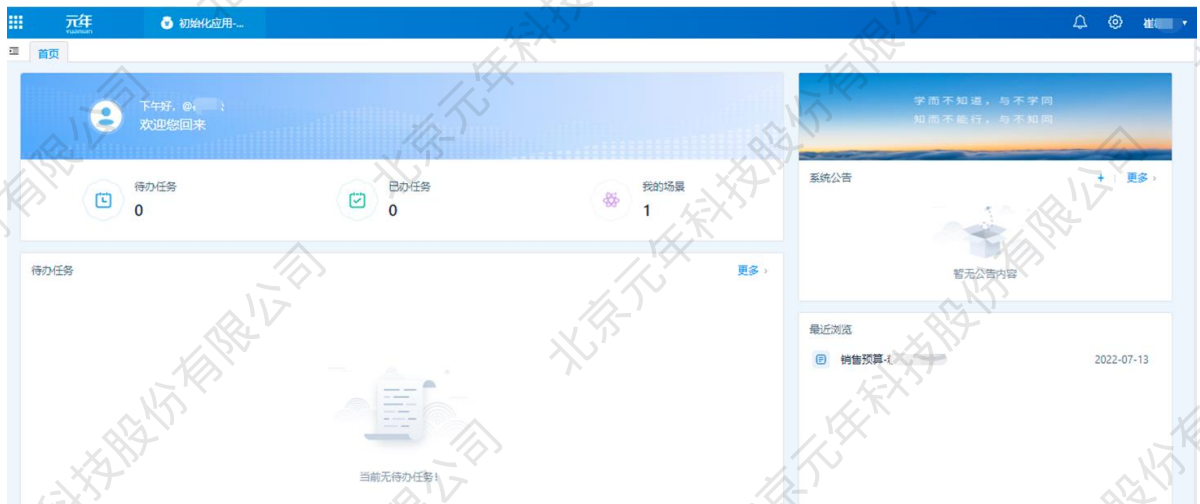 元年
yuanian
初始化应用-...
崔
首页
下午好，@
欢迎您回来
学而不知道，与不学同
知而不能行，与不知同
待办任务
0
已办任务
0
我的场景
1
系统公告
+
更多 ›
暂无公告内容
待办任务
更多 ›
当前无待办任务！
最近浏览
销售预算-
2022-07-13
北京元年科技股份有限公司